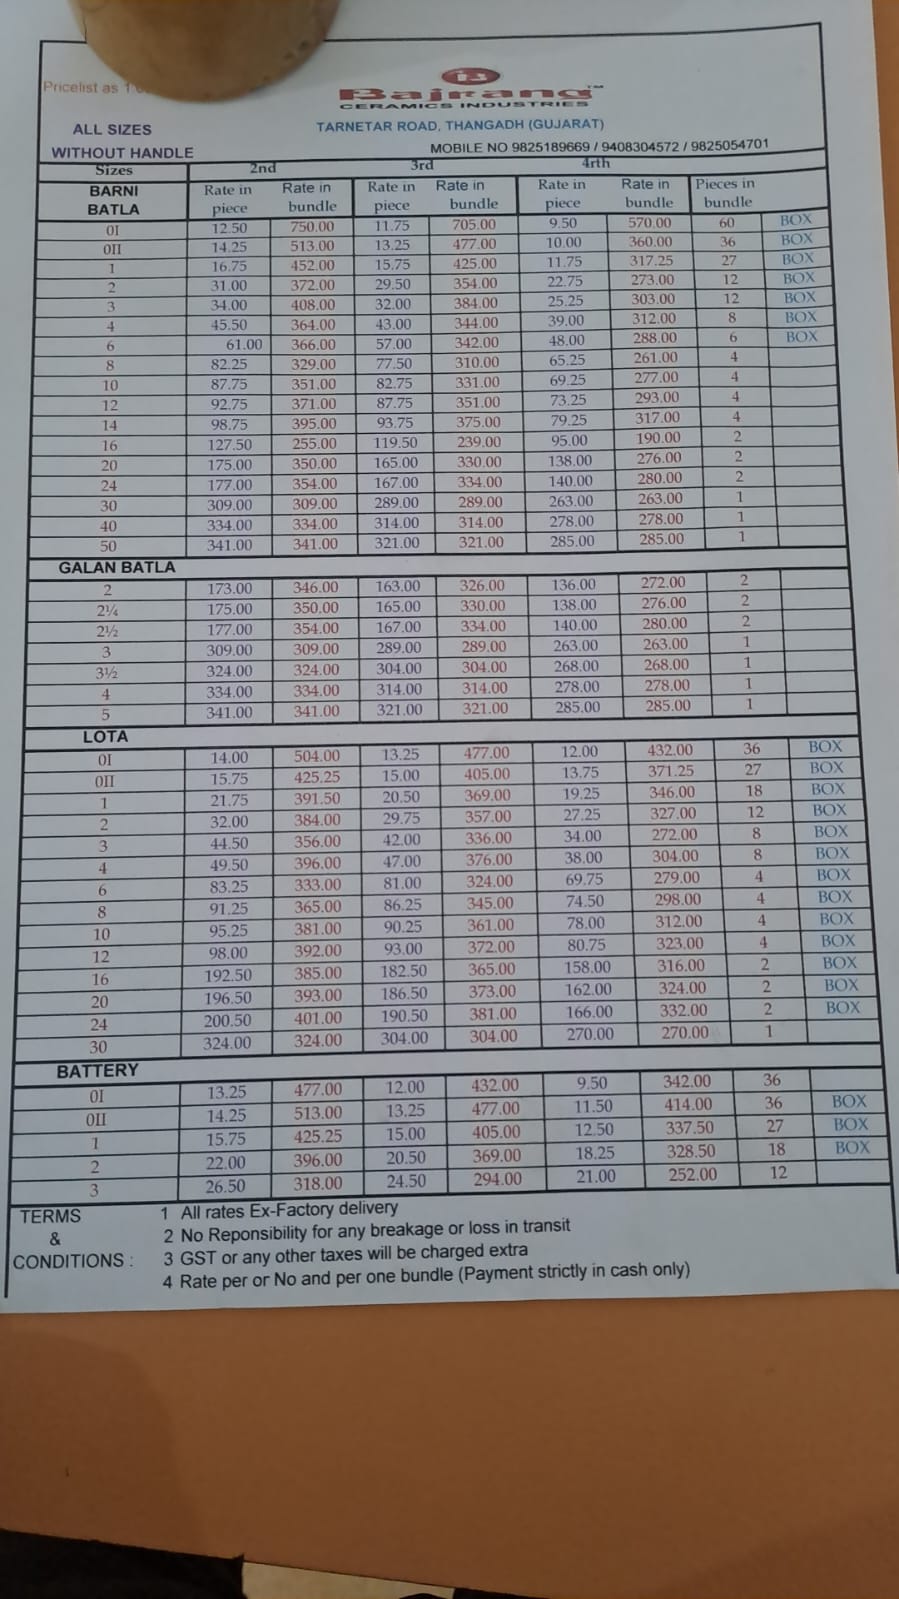 Pricelist as 1
Bajrang™
CERAMICS INDUSTRIES
ALL SIZES
TARNETAR ROAD, THANGADH (GUJARAT)
WITHOUT HANDLE
MOBILE NO 9825189669 / 9408304572 / 9825054701
Sizes 2nd 3rd 4rth
BARNI BATLA Rate in piece Rate in bundle Rate in piece Rate in bundle Rate in piece Rate in bundle Pieces in bundle
0I 12.50 750.00 11.75 705.00 9.50 570.00 60 BOX
0II 14.25 513.00 13.25 477.00 10.00 360.00 36 BOX
1 16.75 452.00 15.75 425.00 11.75 317.25 27 BOX
2 31.00 372.00 29.50 354.00 22.75 273.00 12 BOX
3 34.00 408.00 32.00 384.00 25.25 303.00 12 BOX
4 45.50 364.00 43.00 344.00 39.00 312.00 8 BOX
6 61.00 366.00 57.00 342.00 48.00 288.00 6 BOX
8 82.25 329.00 77.50 310.00 65.25 261.00 4
10 87.75 351.00 82.75 331.00 69.25 277.00 4
12 92.75 371.00 87.75 351.00 73.25 293.00 4
14 98.75 395.00 93.75 375.00 79.25 317.00 4
16 127.50 255.00 119.50 239.00 95.00 190.00 2
20 175.00 350.00 165.00 330.00 138.00 276.00 2
24 177.00 354.00 167.00 334.00 140.00 280.00 2
30 309.00 309.00 289.00 289.00 263.00 263.00 1
40 334.00 334.00 314.00 314.00 278.00 278.00 1
50 341.00 341.00 321.00 321.00 285.00 285.00 1
GALAN BATLA
2 173.00 346.00 163.00 326.00 136.00 272.00 2
2¼ 175.00 350.00 165.00 330.00 138.00 276.00 2
2½ 177.00 354.00 167.00 334.00 140.00 280.00 2
3 309.00 309.00 289.00 289.00 263.00 263.00 1
3½ 324.00 324.00 304.00 304.00 268.00 268.00 1
4 334.00 334.00 314.00 314.00 278.00 278.00 1
5 341.00 341.00 321.00 321.00 285.00 285.00 1
LOTA
0I 14.00 504.00 13.25 477.00 12.00 432.00 36 BOX
0II 15.75 425.25 15.00 405.00 13.75 371.25 27 BOX
1 21.75 391.50 20.50 369.00 19.25 346.00 18 BOX
2 32.00 384.00 29.75 357.00 27.25 327.00 12 BOX
3 44.50 356.00 42.00 336.00 34.00 272.00 8 BOX
4 49.50 396.00 47.00 376.00 38.00 304.00 8 BOX
6 83.25 333.00 81.00 324.00 69.75 279.00 4 BOX
8 91.25 365.00 86.25 345.00 74.50 298.00 4 BOX
10 95.25 381.00 90.25 361.00 78.00 312.00 4 BOX
12 98.00 392.00 93.00 372.00 80.75 323.00 4 BOX
16 192.50 385.00 182.50 365.00 158.00 316.00 2 BOX
20 196.50 393.00 186.50 373.00 162.00 324.00 2 BOX
24 200.50 401.00 190.50 381.00 166.00 332.00 2 BOX
30 324.00 324.00 304.00 304.00 270.00 270.00 1
BATTERY
0I 13.25 477.00 12.00 432.00 9.50 342.00 36
0II 14.25 513.00 13.25 477.00 11.50 414.00 36 BOX
1 15.75 425.25 15.00 405.00 12.50 337.50 27 BOX
2 22.00 396.00 20.50 369.00 18.25 328.50 18 BOX
3 26.50 318.00 24.50 294.00 21.00 252.00 12
TERMS & CONDITIONS :
1 All rates Ex-Factory delivery
2 No Reponsibility for any breakage or loss in transit
3 GST or any other taxes will be charged extra
4 Rate per or No and per one bundle (Payment strictly in cash only)